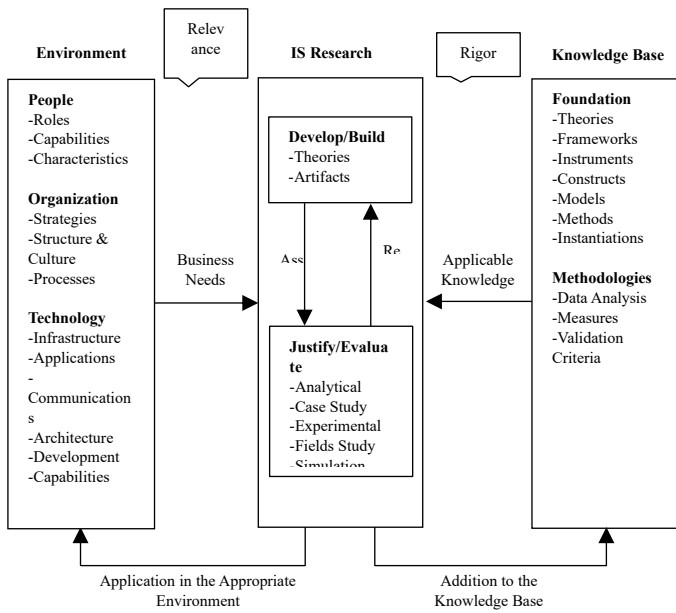 Environment
Relev
ance
IS Research
Rigor
Knowledge Base
People
-Roles
-Capabilities
-Characteristics
Organization
-Strategies
-Structure &
Culture
-Processes
Technology
-Infrastructure
-Applications
-
Communication
s
-Architecture
-Development
-Capabilities
Business
Needs
Develop/Build
-Theories
-Artifacts
Ass
Re
Justify/Evalua
te
-Analytical
-Case Study
-Experimental
-Fields Study
-Simulation
Applicable
Knowledge
Foundation
-Theories
-Frameworks
-Instruments
-Constructs
-Models
-Methods
-Instantiations
Methodologies
-Data Analysis
-Measures
-Validation
Criteria
Application in the Appropriate
Environment
Addition to the
Knowledge Base